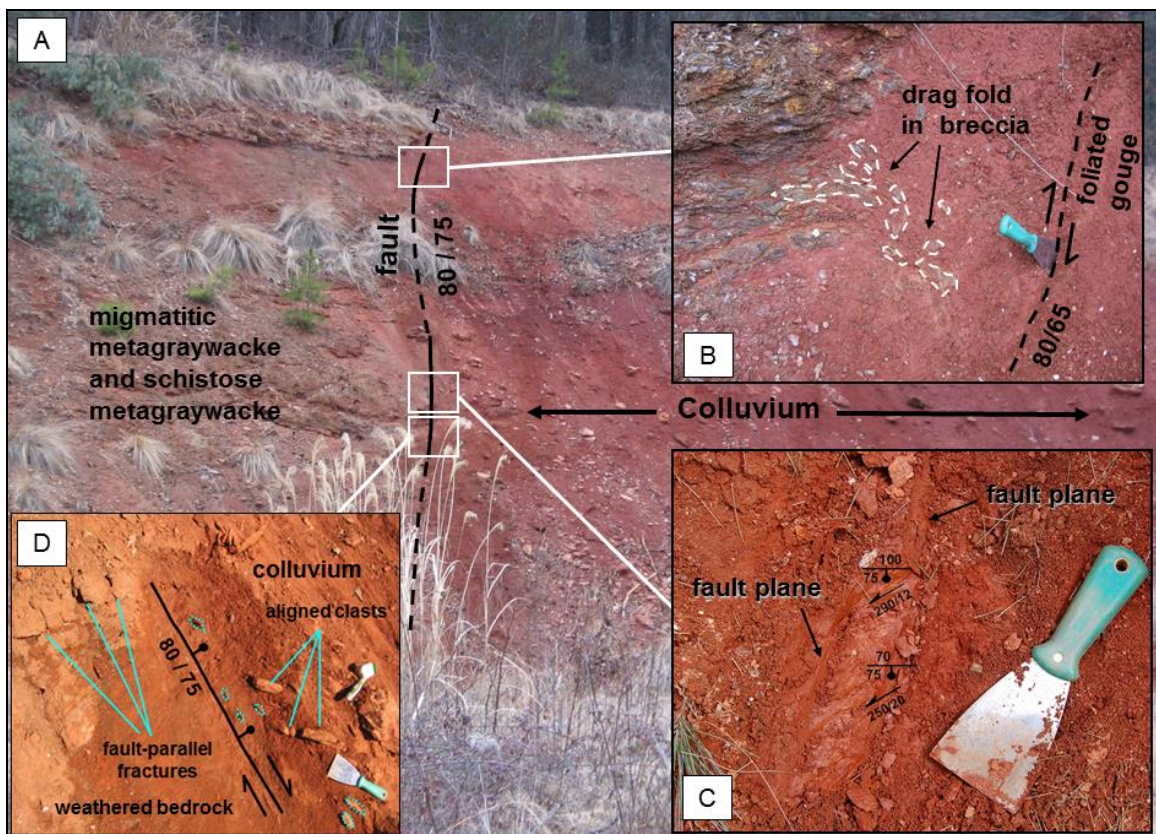 A
fault
80 / 75
migmatitic
metagraywacke
and schistose
metagraywacke
Colluvium
drag fold
in breccia
foliated
gouge
80/65
B
fault plane
fault plane
100
75
290/12
70
75
250/20
C
D
colluvium
aligned clasts
80 / 75
fault-parallel
fractures
weathered bedrock